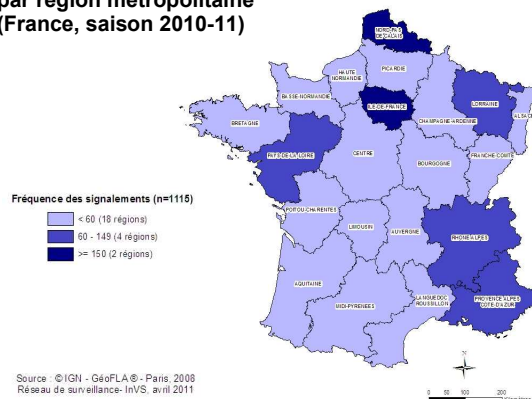 par région métropolitaine
(France, saison 2010-11)
NORD-PAS
DE-CALAIS
PICARDIE
HAUTE
NORMANDIE
BASSE-NORMANDIE
ILE-DE-FRANCE
LORRAINE
CHAMPAGNE-ARDENNE
ALSACE
BRETAGNE
PAYS-DE-LA-LOIRE
CENTRE
BOURGOGNE
FRANCHE-COMTE
Fréquence des signalements (n=1115)
< 60 (18 régions)
60 - 149 (4 régions)
>= 150 (2 régions)
POITOU-CHARENTES
LIMOUSIN
AUVERGNE
RHONE-ALPES
AQUITAINE
MIDI-PYRENEES
LANGUEDOC
ROUSSILLON
PROVENCE ALPES
COTE-D'AZUR
N
Source : ©IGN - GéoFLA® - Paris, 2008
Réseau de surveillance- InVS, avril 2011
0 50 100 200